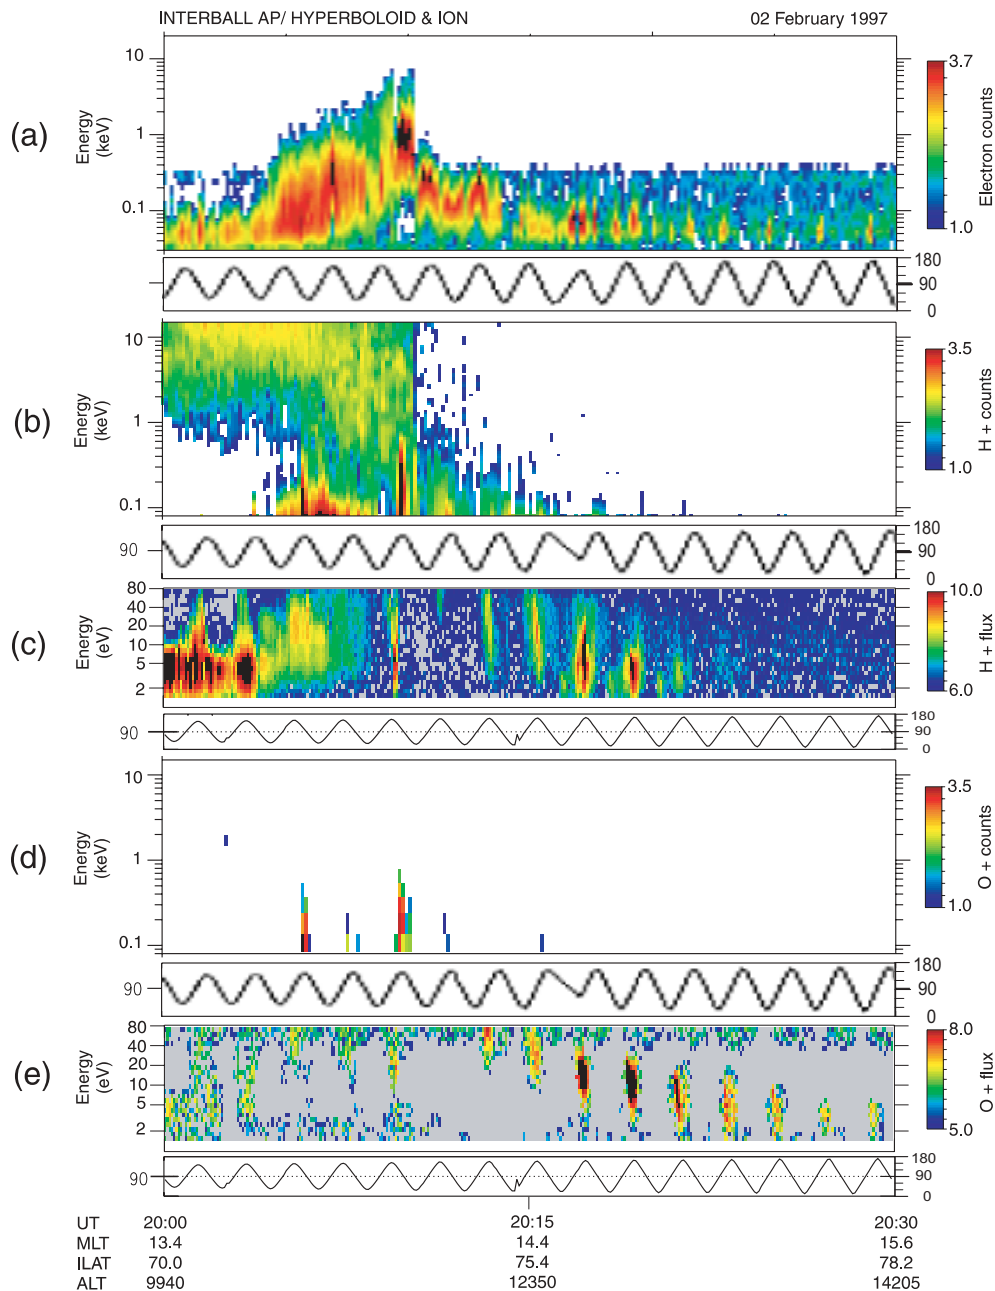 INTERBALL AP/ HYPERBOLOID & ION 02 February 1997
(a)
Energy
(keV)
10
1
0.1
3.7
1.0
Electron counts
180
90
0
(b)
Energy
(keV)
10
1
0.1
3.5
1.0
H + counts
90
180
90
0
(c)
Energy
(eV)
80
40
20
10
5
2
10.0
6.0
H + flux
90
180
90
0
(d)
Energy
(keV)
10
1
0.1
3.5
1.0
O + counts
90
180
90
0
(e)
Energy
(eV)
80
40
20
10
5
2
8.0
5.0
O + flux
90
180
90
0
UT 20:00 20:15 20:30
MLT 13.4 14.4 15.6
ILAT 70.0 75.4 78.2
ALT 9940 12350 14205